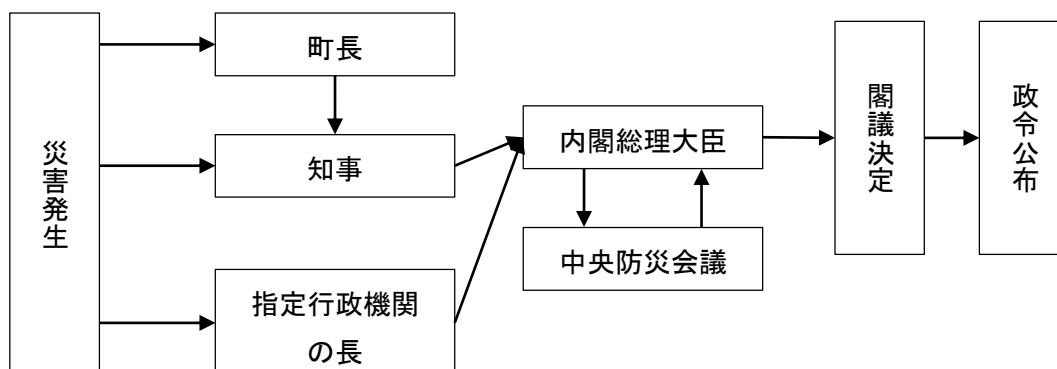 災害発生
町長
知事
指定行政機関
の長
内閣総理大臣
中央防災会議
閣議決定
政令公布